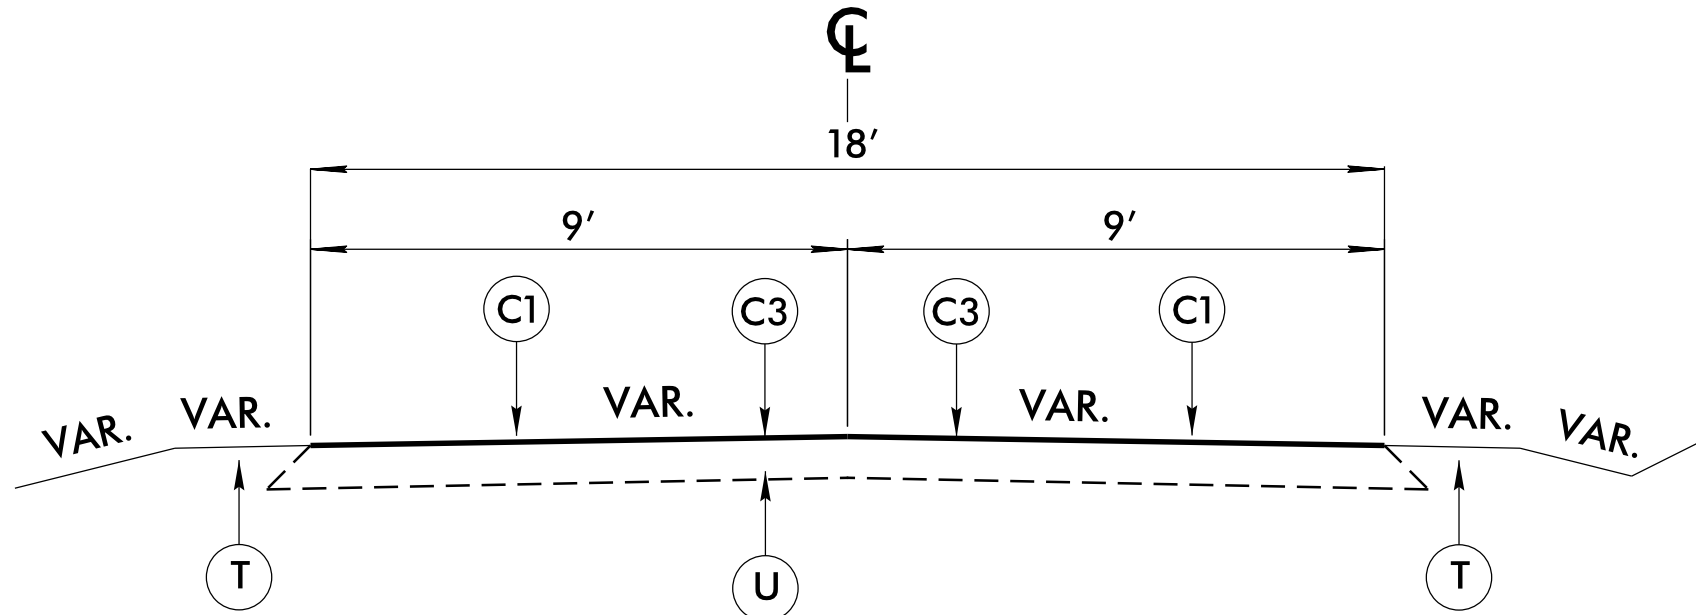 ℄
18'
9' 9'
C1 C3 C3 C1
VAR. VAR. VAR. VAR. VAR. VAR.
T U T